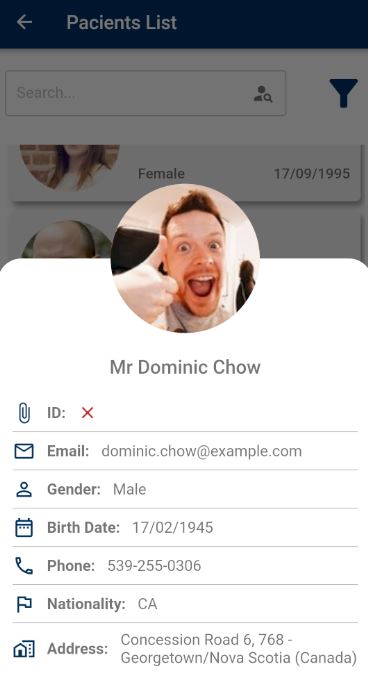 Pacients List
Search...
Female 17/09/1995
Mr Dominic Chow
ID:
Email: dominic.chow@example.com
Gender: Male
Birth Date: 17/02/1945
Phone: 539-255-0306
Nationality: CA
Address: Concession Road 6, 768 -
Georgetown/Nova Scotia (Canada)